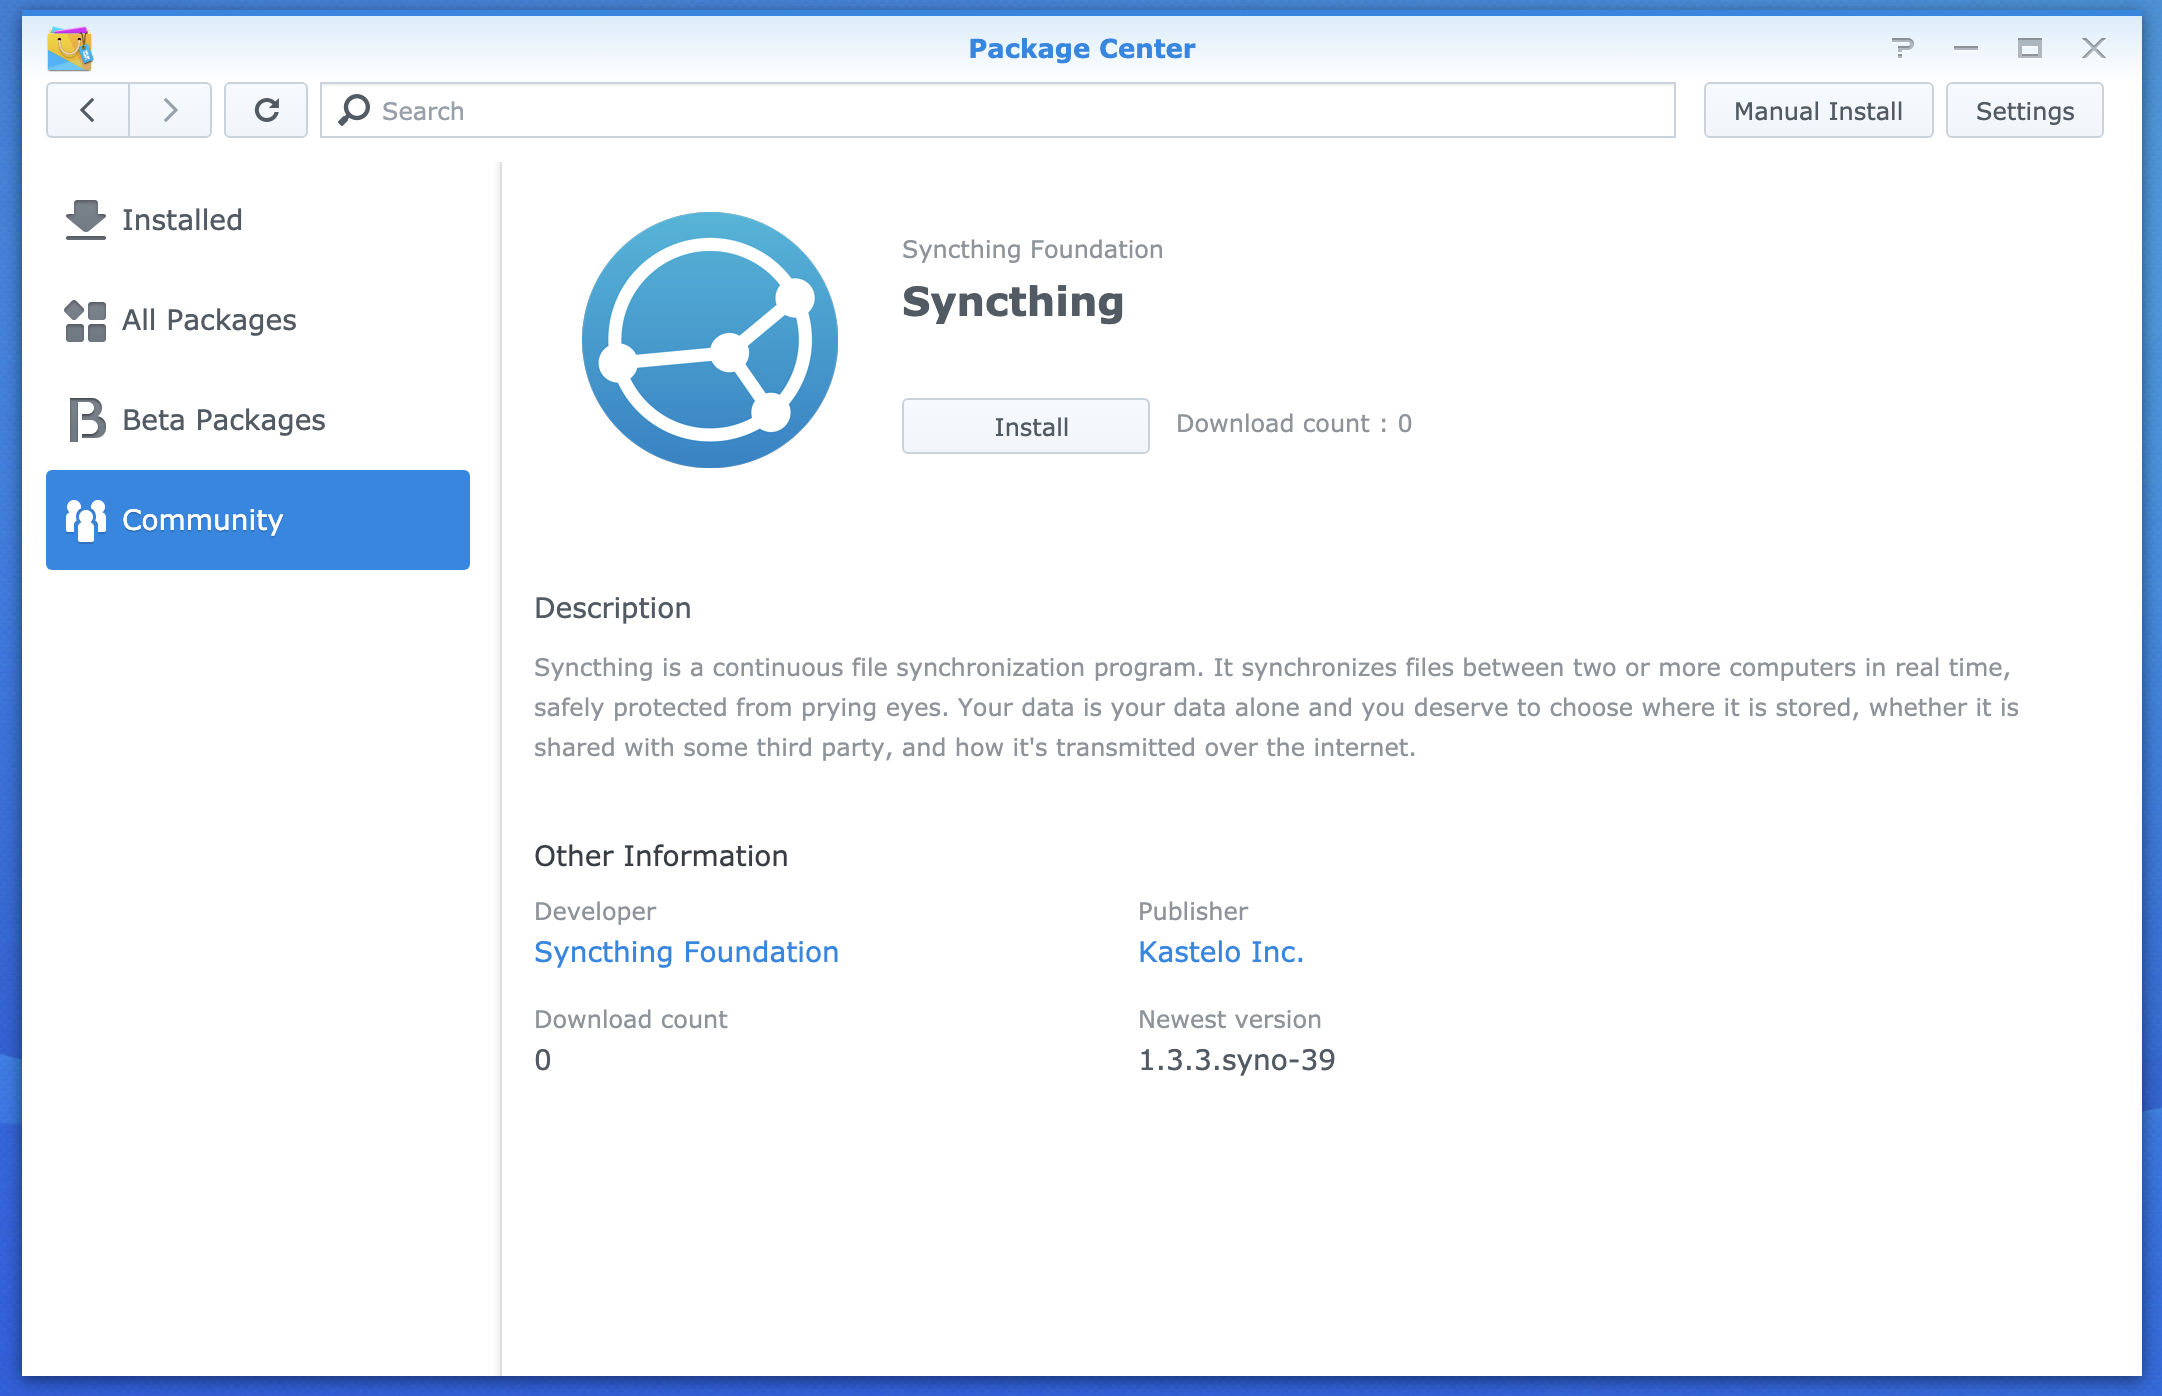 Package Center
Search
Manual Install
Settings
Installed
All Packages
Beta Packages
Community
Syncthing Foundation
Syncthing
Install
Download count : 0
Description
Syncthing is a continuous file synchronization program. It synchronizes files between two or more computers in real time,
safely protected from prying eyes. Your data is your data alone and you deserve to choose where it is stored, whether it is
shared with some third party, and how it's transmitted over the internet.
Other Information
Developer
Syncthing Foundation
Publisher
Kastelo Inc.
Download count
0
Newest version
1.3.3.syno-39